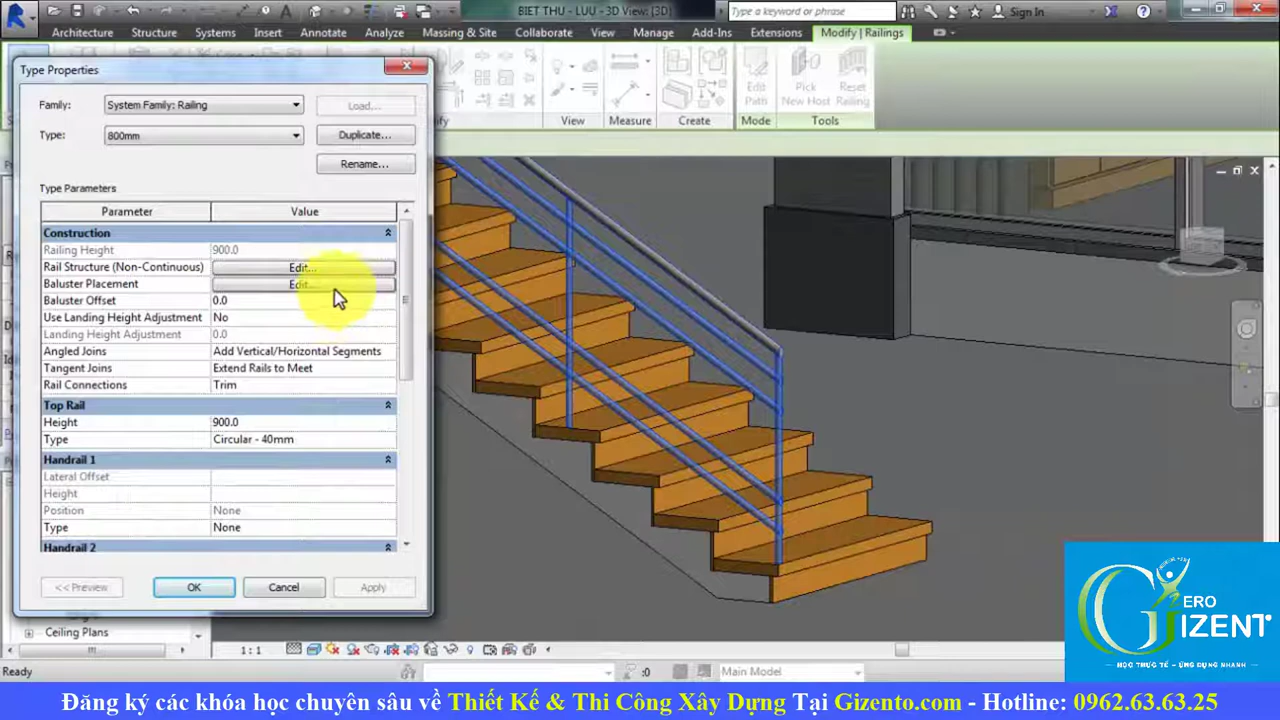 BIET THU - LUU - 3D View: {3D}
Type a keyword or phrase
Sign In
Architecture Structure Systems Insert Annotate Analyze Massing & Site Collaborate View Manage Add-Ins Extensions Modify | Railings
Edit Path
Pick New Host
Reset Railing
View Measure Create Mode Tools
Type Properties
Family: System Family: Railing Load...
Type: 800mm Duplicate...
Rename...
Type Parameters
Parameter Value
Construction
Railing Height 900.0
Rail Structure (Non-Continuous) Edit...
Baluster Placement Edit...
Baluster Offset 0.0
Use Landing Height Adjustment No
Landing Height Adjustment 0.0
Angled Joins Add Vertical/Horizontal Segments
Tangent Joins Extend Rails to Meet
Rail Connections Trim
Top Rail
Height 900.0
Type Circular - 40mm
Handrail 1
Lateral Offset
Height
Position None
Type None
Handrail 2
<< Preview OK Cancel Apply
Ceiling Plans
1 : 1
Ready
:0
Main Model
ERO
GIZENT
HỌC THỰC TẾ - ỨNG DỤNG NHANH
Đăng ký các khóa học chuyên sâu về Thiết Kế & Thi Công Xây Dựng Tại Gizento.com - Hotline: 0962.63.63.25